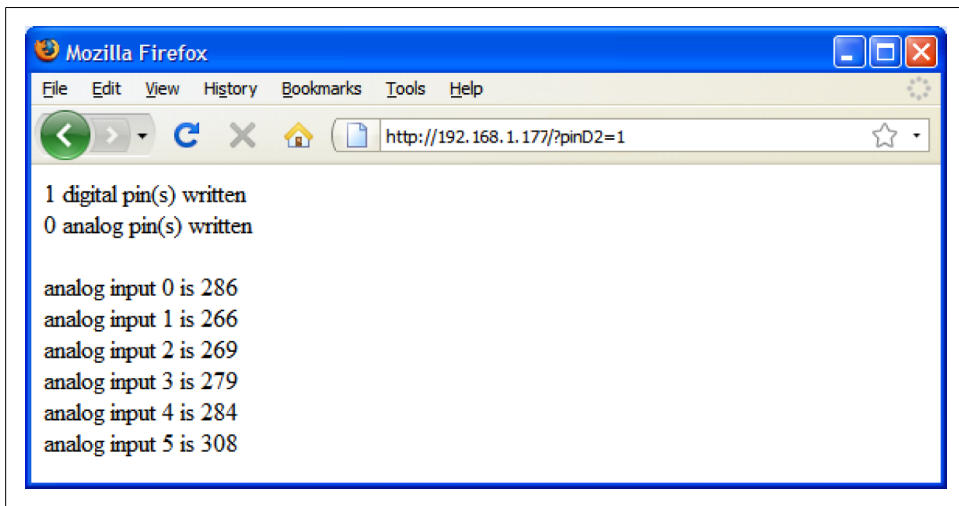 Mozilla Firefox
File Edit View History Bookmarks Tools Help
http://192.168.1.177/?pinD2=1
1 digital pin(s) written
0 analog pin(s) written
analog input 0 is 286
analog input 1 is 266
analog input 2 is 269
analog input 3 is 279
analog input 4 is 284
analog input 5 is 308